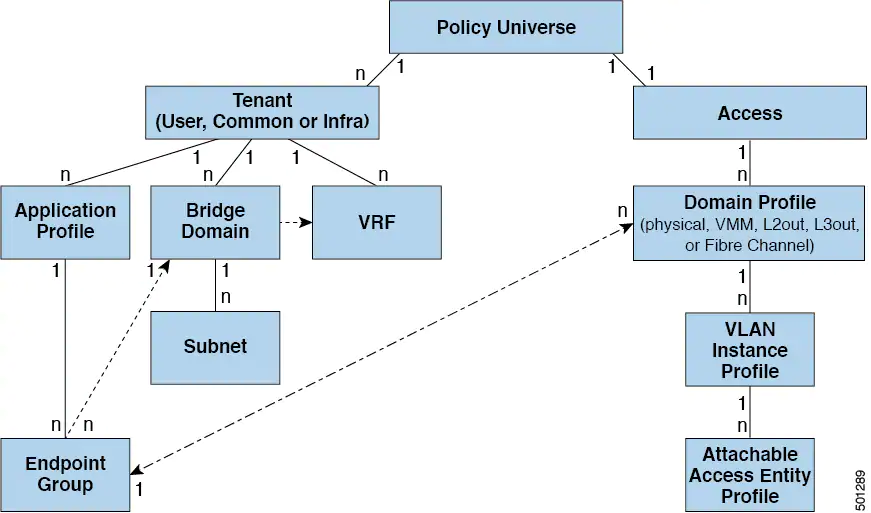 Policy Universe
n
1
1
1
Tenant
(User, Common or Infra)
Access
1
1
1
1
n
n
n
n
Application
Profile
Bridge
Domain
VRF
Domain Profile
(physical, VMM, L2out, L3out,
or Fibre Channel)
n
1
1
1
1
n
n
Subnet
VLAN
Instance
Profile
1
n
n
n
Endpoint
Group
1
Attachable
Access Entity
Profile
501289